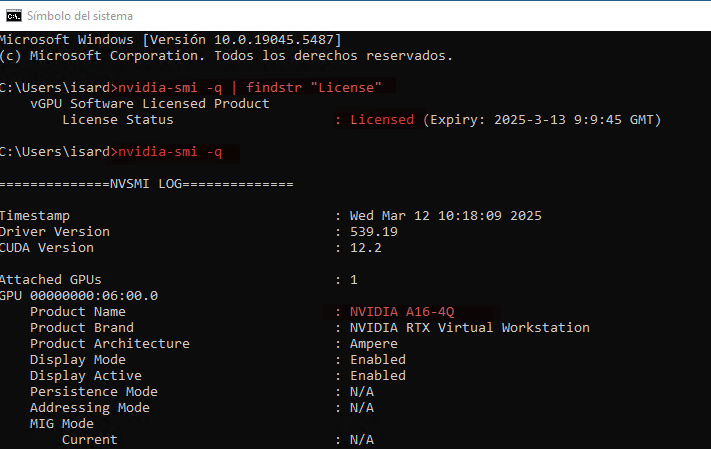 Símbolo del sistema
Microsoft Windows [Versión 10.0.19045.5487]
(c) Microsoft Corporation. Todos los derechos reservados.
C:\Users\isard>nvidia-smi -q | findstr "License"
vGPU Software Licensed Product
License Status : Licensed (Expiry: 2025-3-13 9:9:45 GMT)
C:\Users\isard>nvidia-smi -q
==============NVSMI LOG==============
Timestamp : Wed Mar 12 10:18:09 2025
Driver Version : 539.19
CUDA Version : 12.2
Attached GPUs : 1
GPU 00000000:06:00.0
Product Name : NVIDIA A16-4Q
Product Brand : NVIDIA RTX Virtual Workstation
Product Architecture : Ampere
Display Mode : Enabled
Display Active : Enabled
Persistence Mode : N/A
Addressing Mode : N/A
MIG Mode
Current : N/A